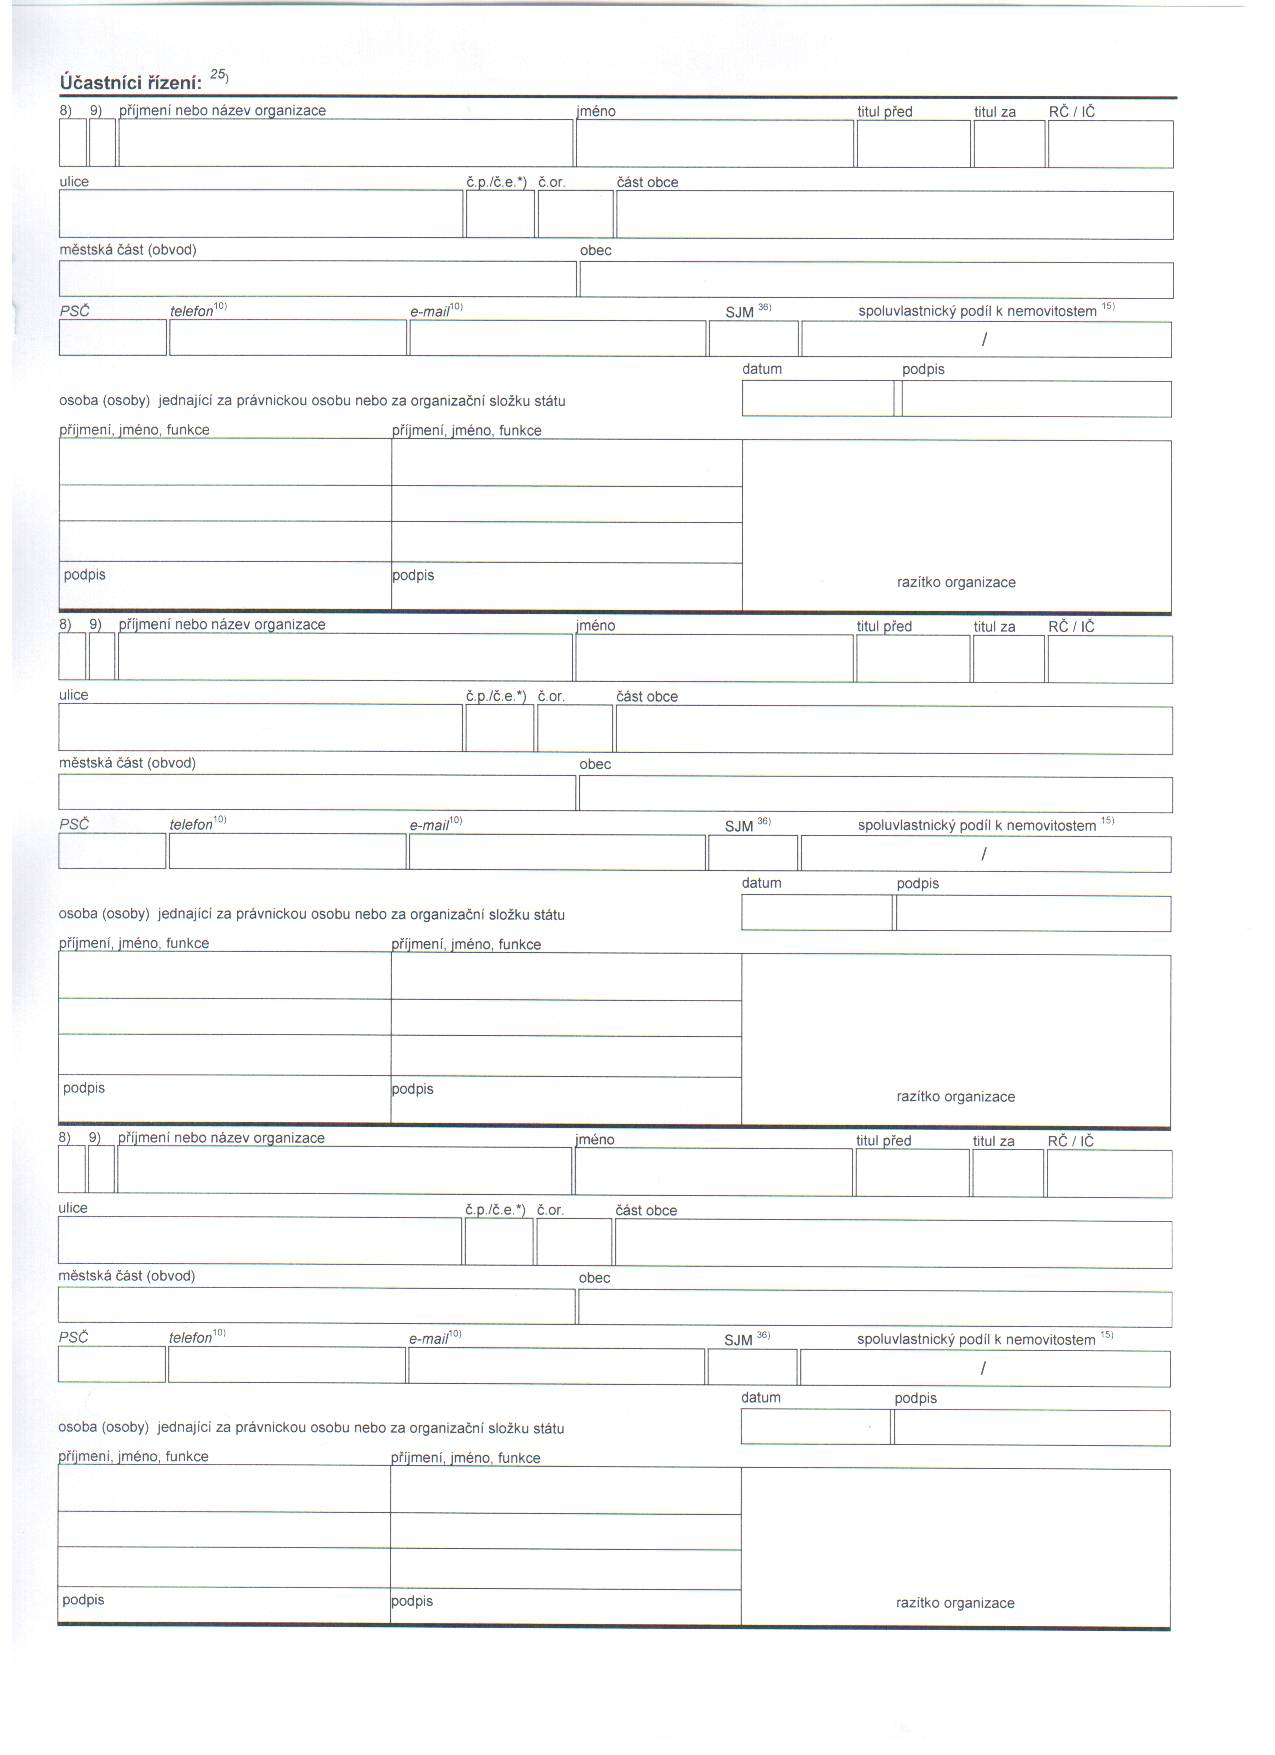 Účastníci řízení: 25)
8) 9) příjmení nebo název organizace jméno titul před titul za RČ / IČ
ulice č.p./č.e.*) č.or. část obce
městská část (obvod) obec
PSČ telefon10) e-mail10) SJM 36) spoluvlastnický podíl k nemovitostem 15)
/
datum podpis
osoba (osoby) jednající za právnickou osobu nebo za organizační složku státu
příjmení, jméno, funkce příjmení, jméno, funkce
podpis podpis razítko organizace
8) 9) příjmení nebo název organizace jméno titul před titul za RČ / IČ
ulice č.p./č.e.*) č.or. část obce
městská část (obvod) obec
PSČ telefon10) e-mail10) SJM 36) spoluvlastnický podíl k nemovitostem 15)
/
datum podpis
osoba (osoby) jednající za právnickou osobu nebo za organizační složku státu
příjmení, jméno, funkce příjmení, jméno, funkce
podpis podpis razítko organizace
8) 9) příjmení nebo název organizace jméno titul před titul za RČ / IČ
ulice č.p./č.e.*) č.or. část obce
městská část (obvod) obec
PSČ telefon10) e-mail10) SJM 36) spoluvlastnický podíl k nemovitostem 15)
/
datum podpis
osoba (osoby) jednající za právnickou osobu nebo za organizační složku státu
příjmení, jméno, funkce příjmení, jméno, funkce
podpis podpis razítko organizace